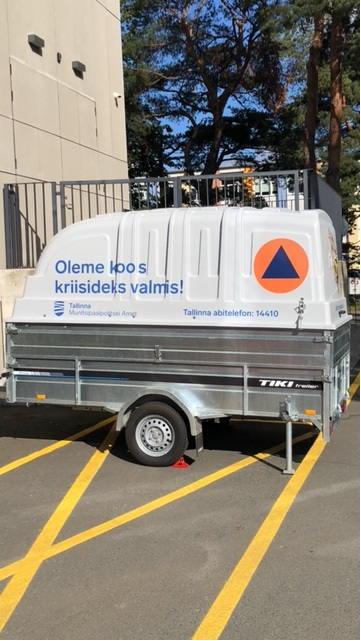 Oleme koos
kriisideks valmis!
Tallinna
Munitsipaalpolitsei Amet
Tallinna abitelefon: 14410
TIKI trailer